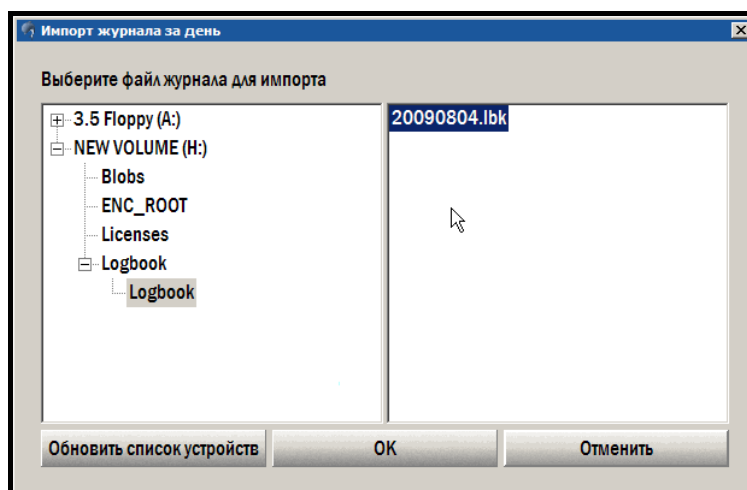 Импорт журнала за день
Выберите файл журнала для импорта
3.5 Floppy (A:)
NEW VOLUME (H:)
Blobs
ENC_ROOT
Licenses
Logbook
Logbook
20090804.lbk
Обновить список устройств
OK
Отменить